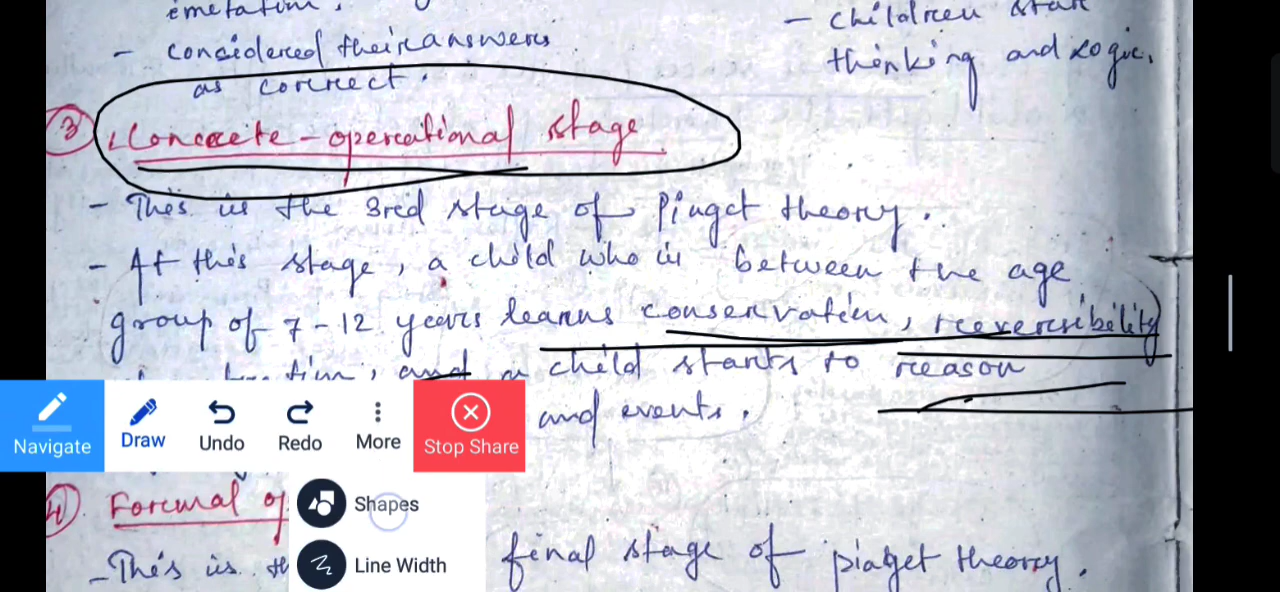 - considered their answers
as correct.
- children start
thinking and logic.
3 Concrete-operational stage
- This is the 3rd stage of Piaget theory.
- At this stage, a child who is between the age
group of 7-12 years learns conservation, reversibility
and a child starts to reason
and events.
Navigate
Draw
Undo
Redo
More
Stop Share
Shapes
Line Width
4 Formal
- This is final stage of piaget theory.